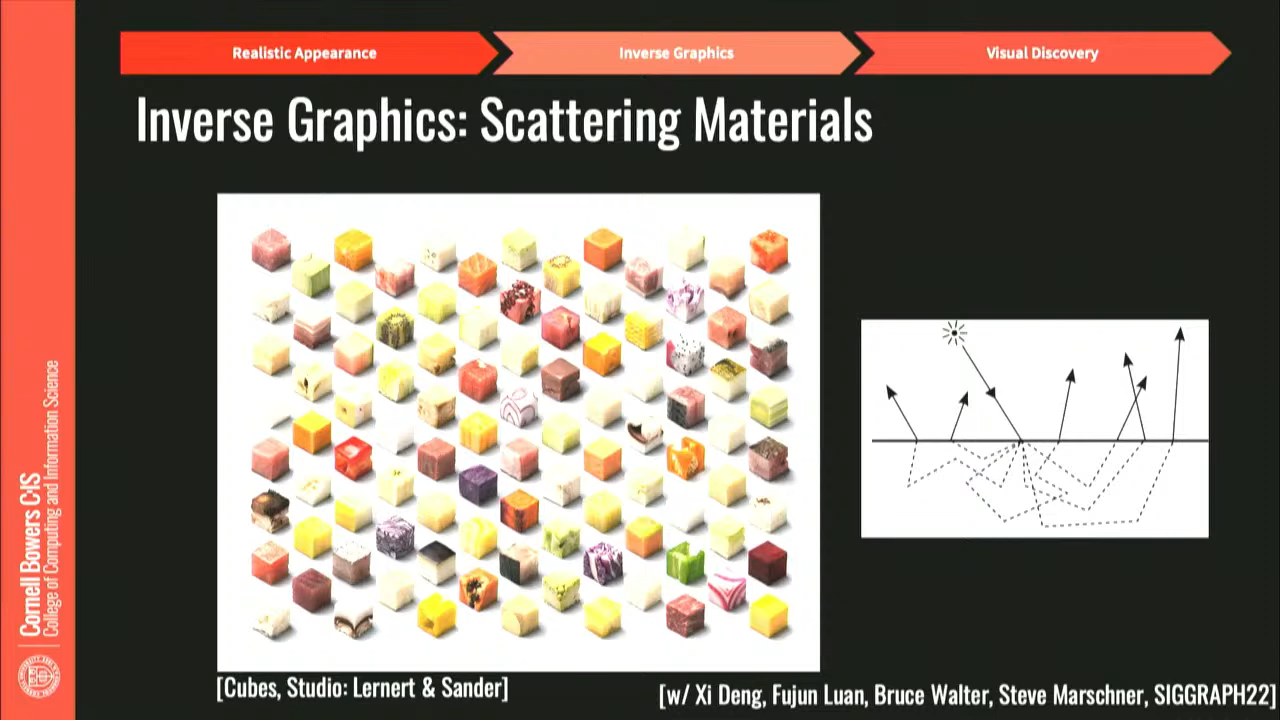 Realistic Appearance
Inverse Graphics
Visual Discovery
Inverse Graphics: Scattering Materials
[Cubes, Studio: Lernert & Sander]
[w/ Xi Deng, Fujun Luan, Bruce Walter, Steve Marschner, SIGGRAPH22]
Cornell Bowers CIS
College of Computing and Information Science